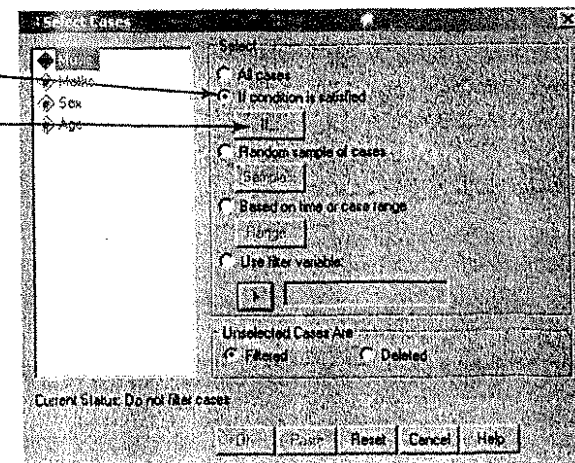 Select Cases
Maths
Sex
Age
Select
All cases
If condition is satisfied
If...
Random sample of cases
Sample...
Based on time or case range
Range...
Use filter variable:
Unselected Cases Are
Filtered
Deleted
Current Status: Do not filter cases
OK
Paste
Reset
Cancel
Help